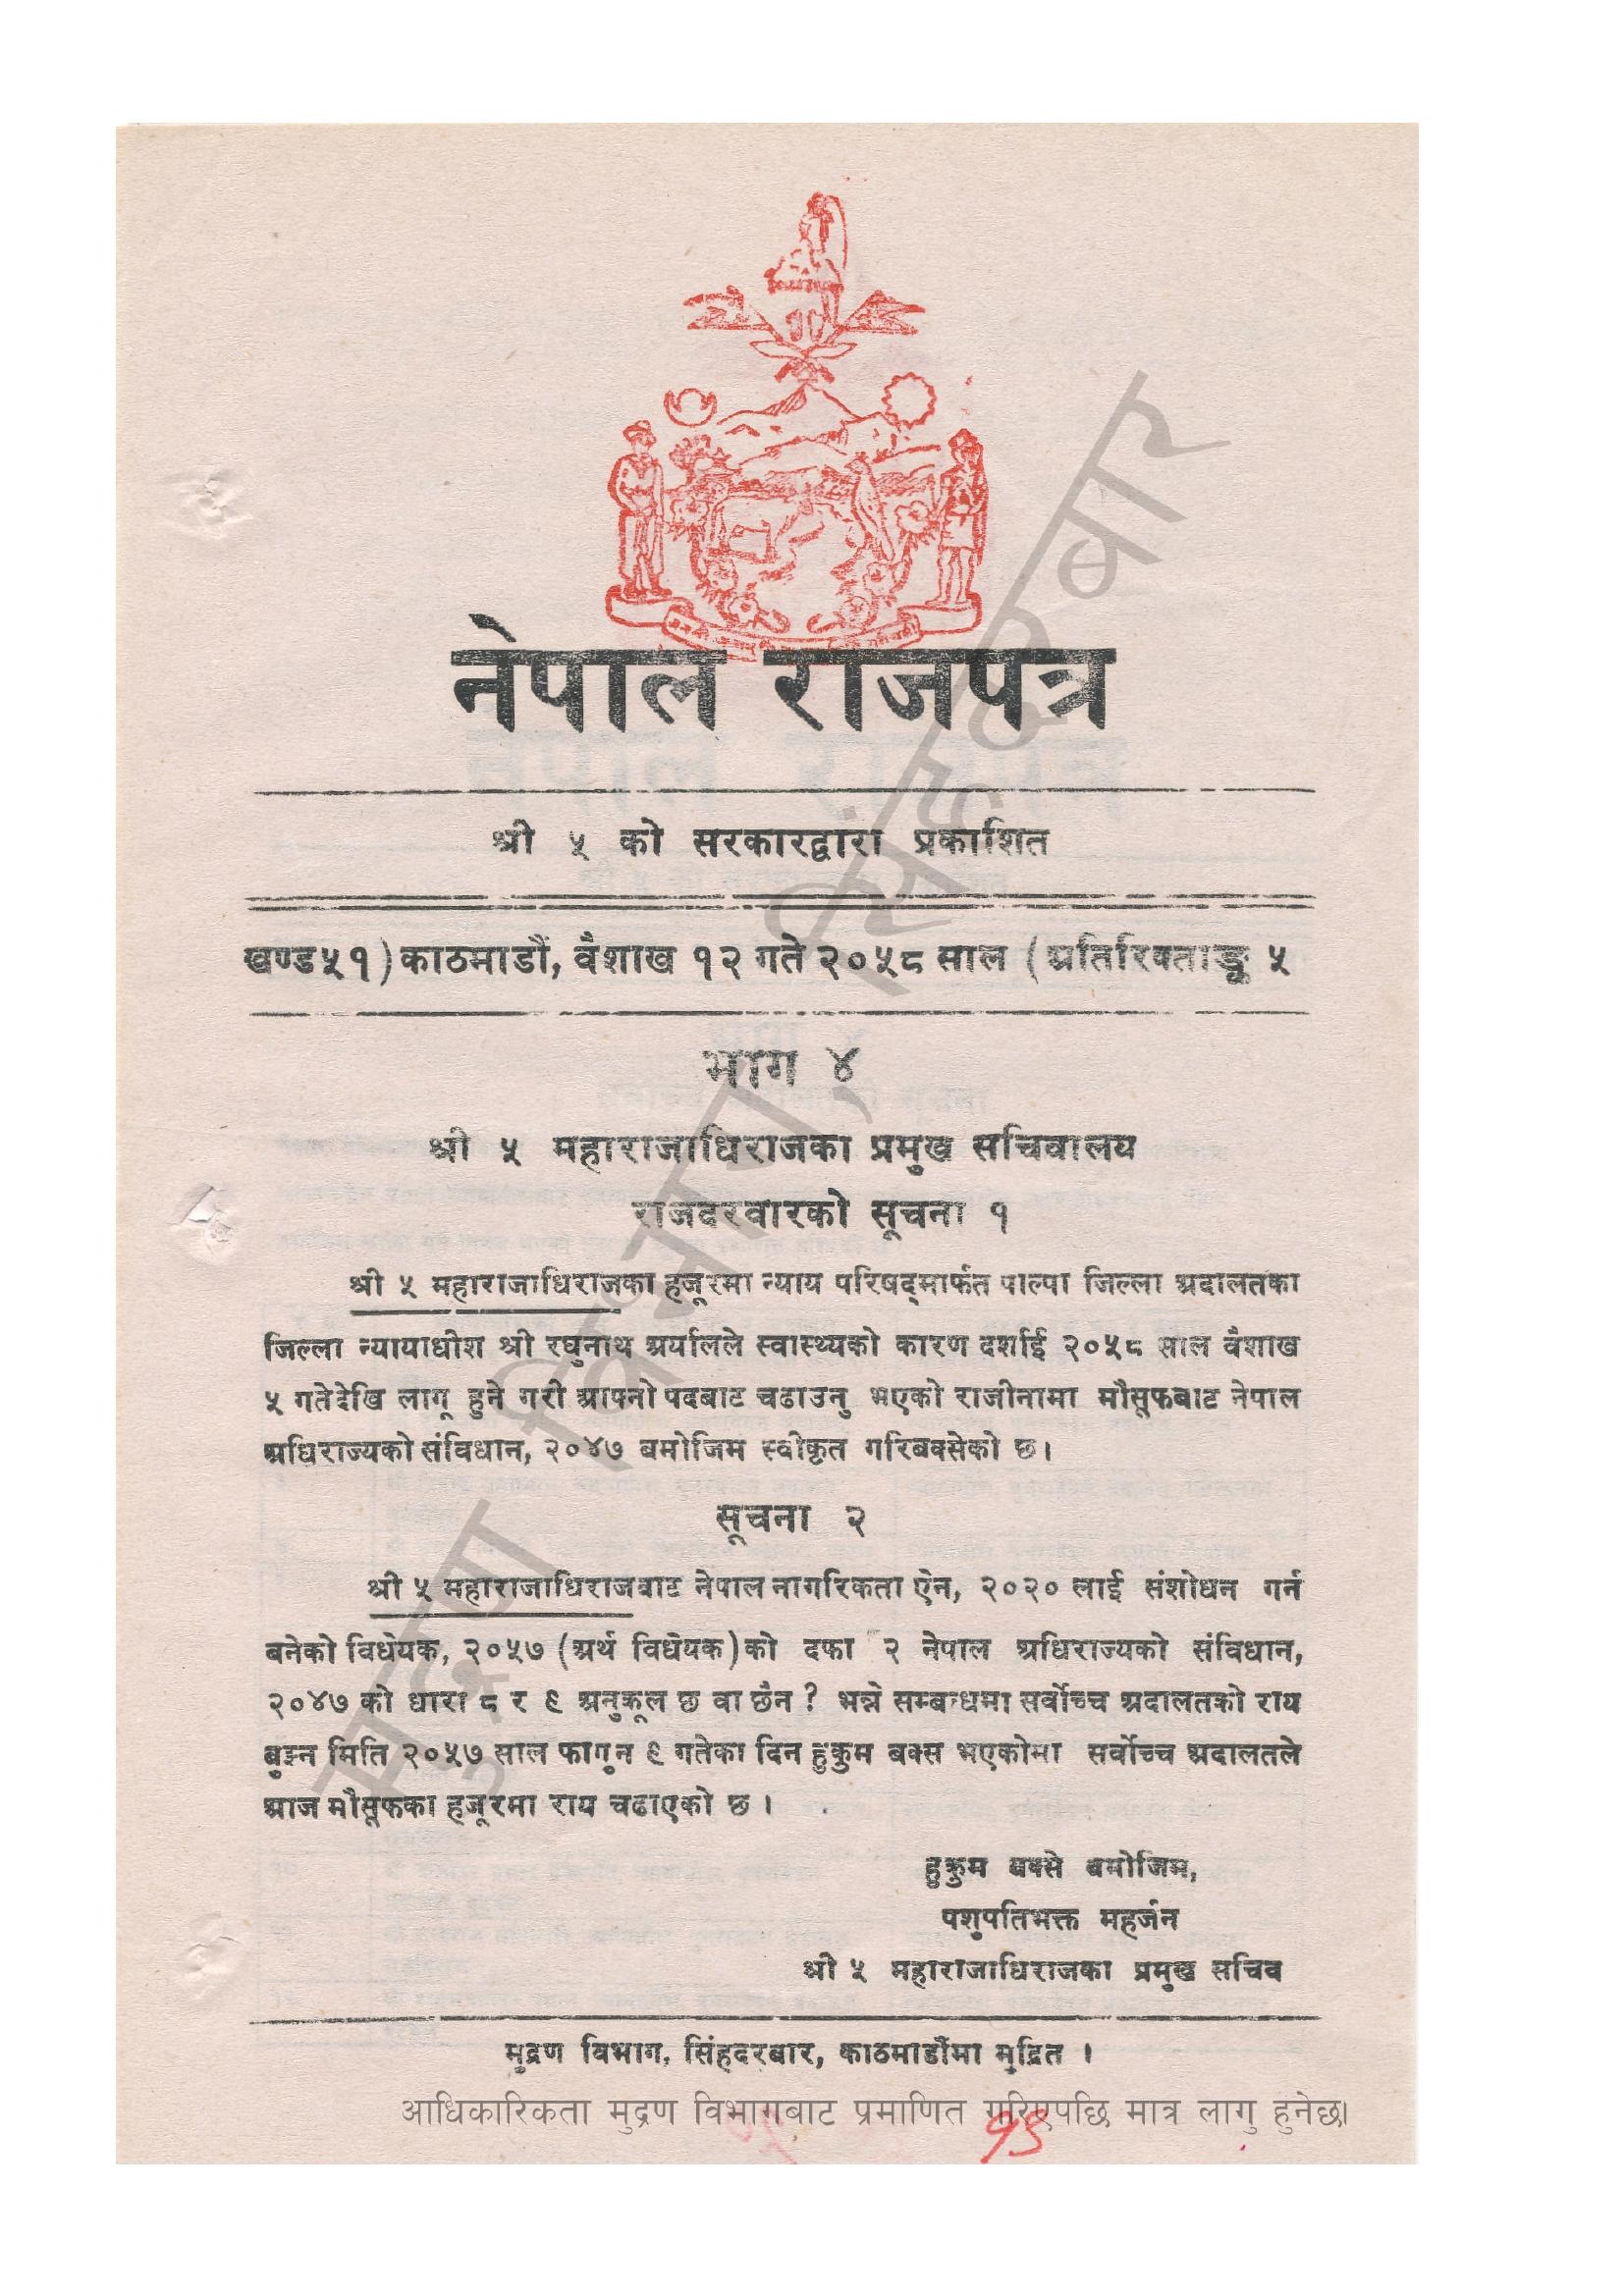 नेपाल राजपत्र
श्री ५ को सरकारद्वारा प्रकाशित
खण्ड ५१) काठमाडौं, वैशाख १२ गते २०५८ साल (अतिरिक्ताङ्क ५
भाग ४
श्री ५ महाराजाधिराजका प्रमुख सचिवालय
राजदरवारको सूचना १
श्री ५ महाराजाधिराजका हजूरमा न्याय परिषद्मार्फत पाल्पा जिल्ला अदालतका
जिल्ला न्यायाधीश श्री रघुनाथ अर्यालले स्वास्थ्यको कारण दर्शाई २०५८ साल वैशाख
५ गतेदेखि लागू हुने गरी आफ्नो पदबाट चढाउनु भएको राजीनामा मौसूफबाट नेपाल
अधिराज्यको संविधान, २०४७ बमोजिम स्वीकृत गरिबक्सेको छ।
सूचना २
श्री ५ महाराजाधिराजबाट नेपाल नागरिकता ऐन, २०२० लाई संशोधन गर्न
बनेको विधेयक, २०५७ (अर्थ विधेयक) को दफा २ नेपाल अधिराज्यको संविधान,
२०४७ को धारा ८ र ९ अनुकूल छ वा छैन ? भन्ने सम्बन्धमा सर्वोच्च अदालतको राय
बुझ्न मिति २०५७ साल फागुन ९ गतेका दिन हुकुम बक्स भएकोमा सर्वोच्च अदालतले
आज मौसूफका हजूरमा राय चढाएको छ ।
हुकुम बक्से बमोजिम,
पशुपतिभक्त महर्जन
श्री ५ महाराजाधिराजका प्रमुख सचिव
मुद्रण विभाग, सिंहदरबार, काठमाडौंमा मुद्रित ।
आधिकारिकता मुद्रण विभागबाट प्रमाणित गरिएपछि मात्र लागु हुनेछ।
मुद्रण विभाग, सिंहदरबार